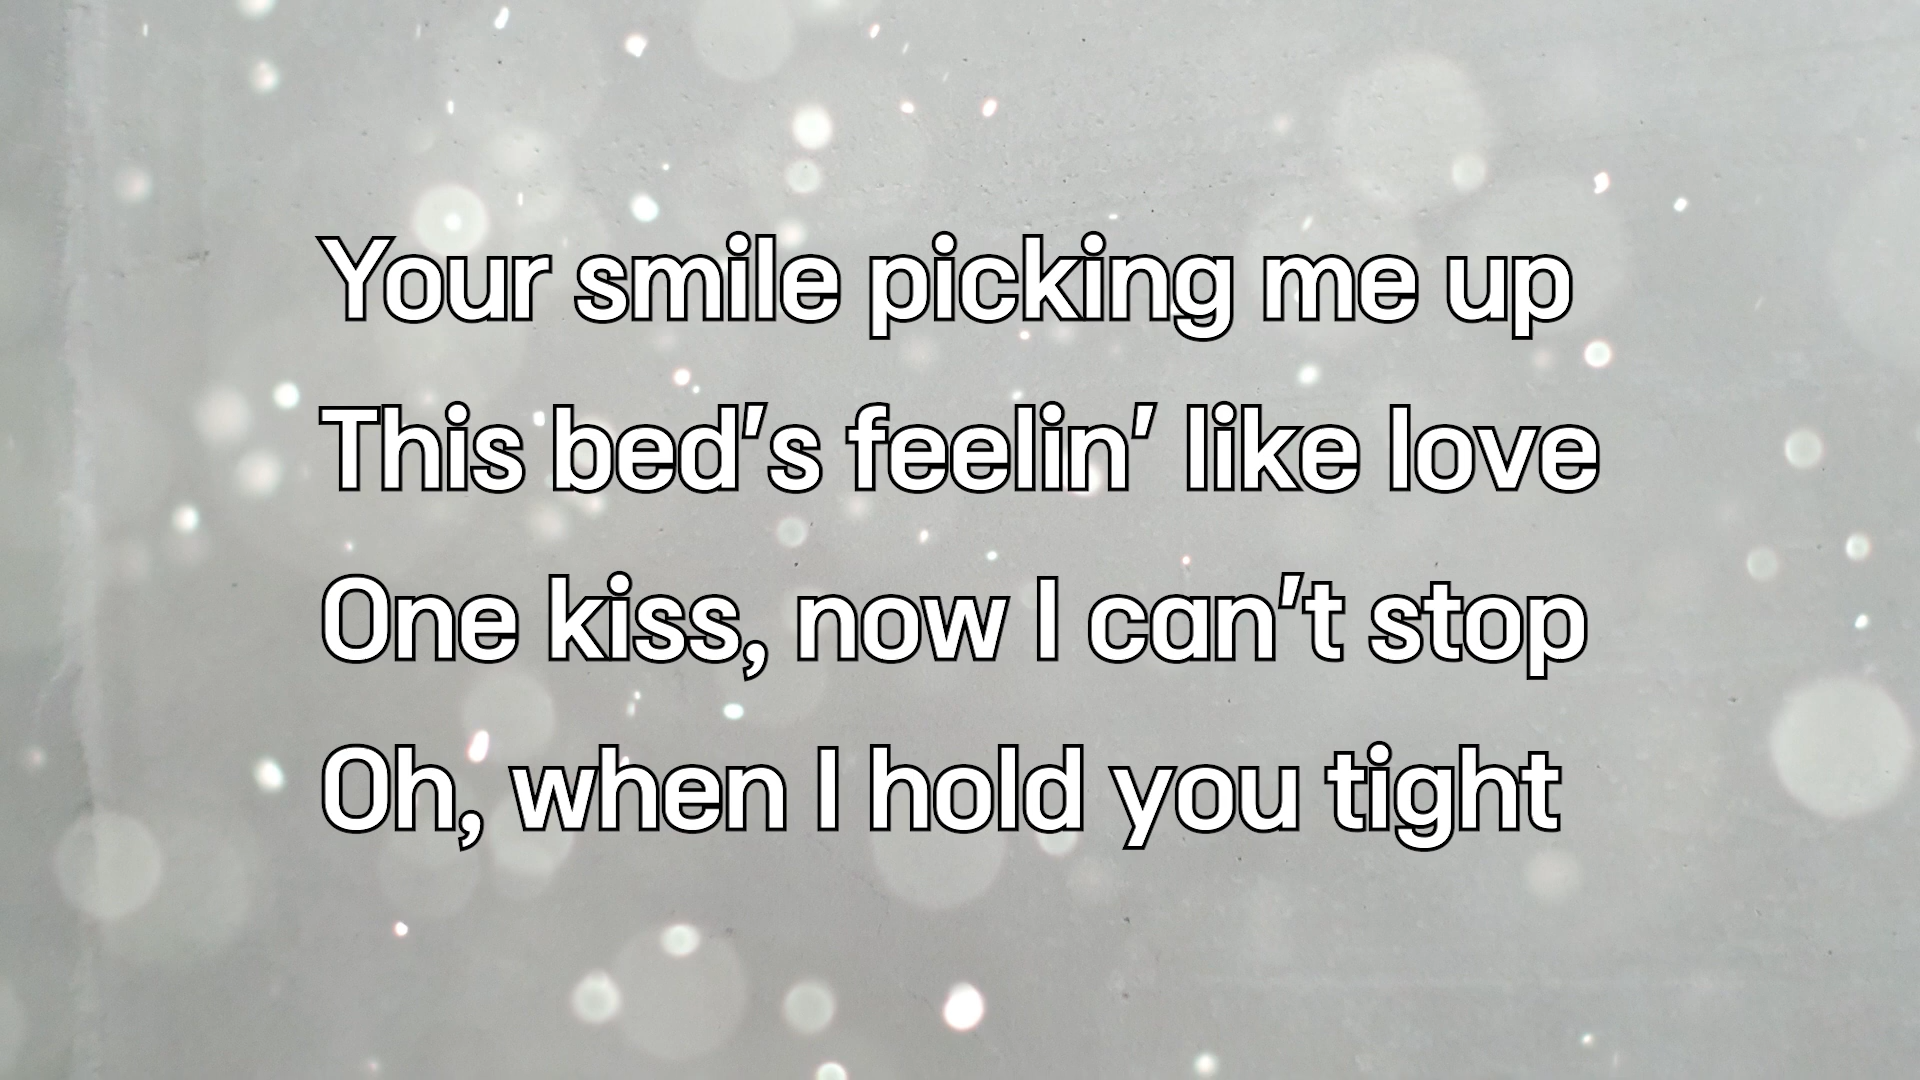 Your smile picking me up
This bed's feelin' like love
One kiss, now I can't stop
Oh, when I hold you tight